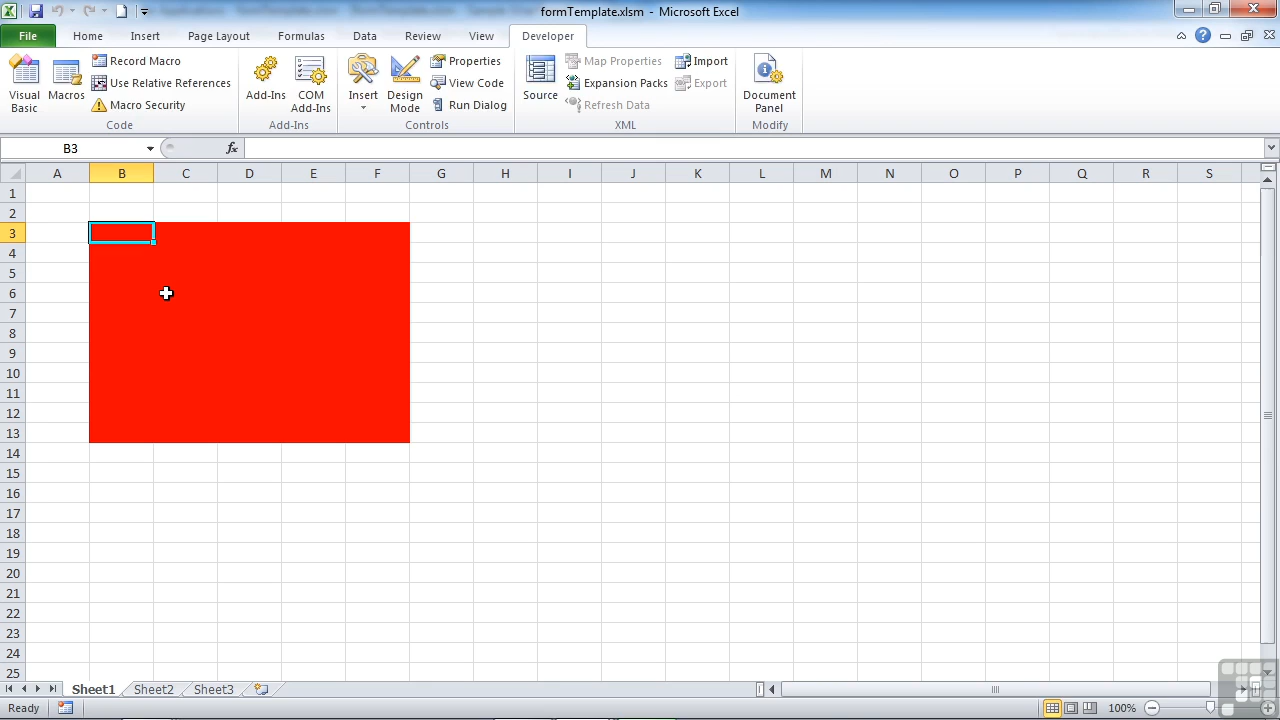 formTemplate.xlsm - Microsoft Excel
File Home Insert Page Layout Formulas Data Review View Developer
Visual Basic
Macros
Record Macro
Use Relative References
Macro Security
Code
Add-Ins
COM Add-Ins
Add-Ins
Insert
Design Mode
Properties
View Code
Run Dialog
Controls
Source
Map Properties
Expansion Packs
Refresh Data
Import
Export
XML
Document Panel
Modify
B3 fx
A B C D E F G H I J K L M N O P Q R S
1
2
3
4
5
6
7
8
9
10
11
12
13
14
15
16
17
18
19
20
21
22
23
24
25
Sheet1 Sheet2 Sheet3
Ready 100%